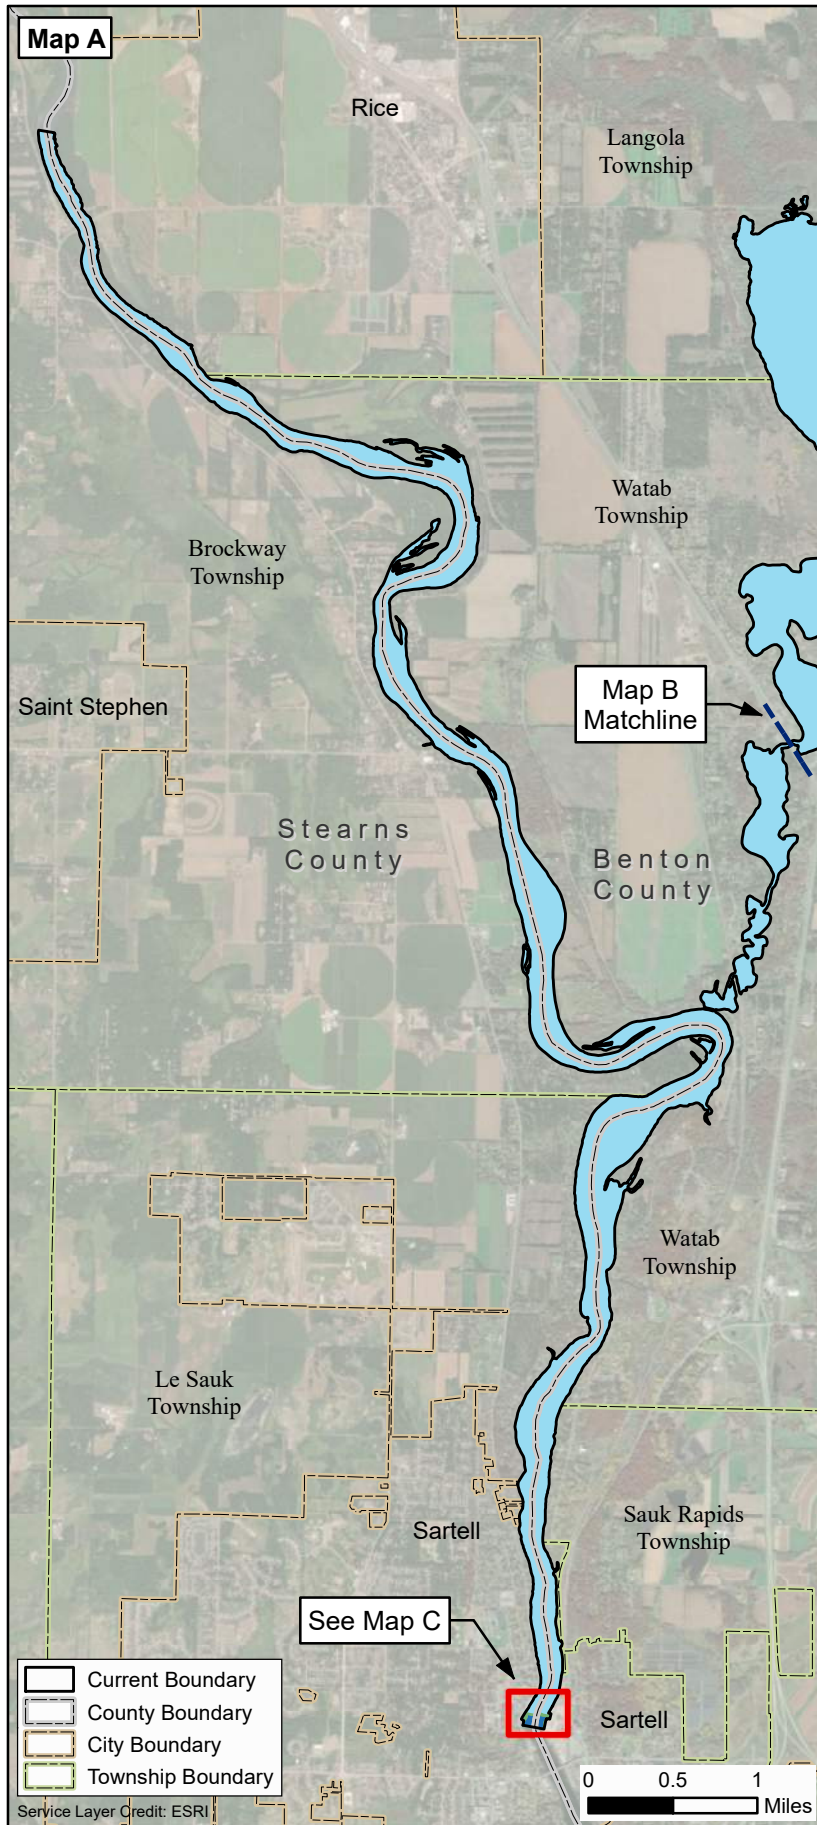 Map A
Rice
Langola
Township
Watab
Township
Brockway
Township
Saint Stephen
Map B
Matchline
Stearns
County
Benton
County
Watab
Township
Le Sauk
Township
Sartell
Sauk Rapids
Township
See Map C
Sartell
Current Boundary
County Boundary
City Boundary
Township Boundary
Service Layer Credit: ESRI
0 0.5 1
Miles